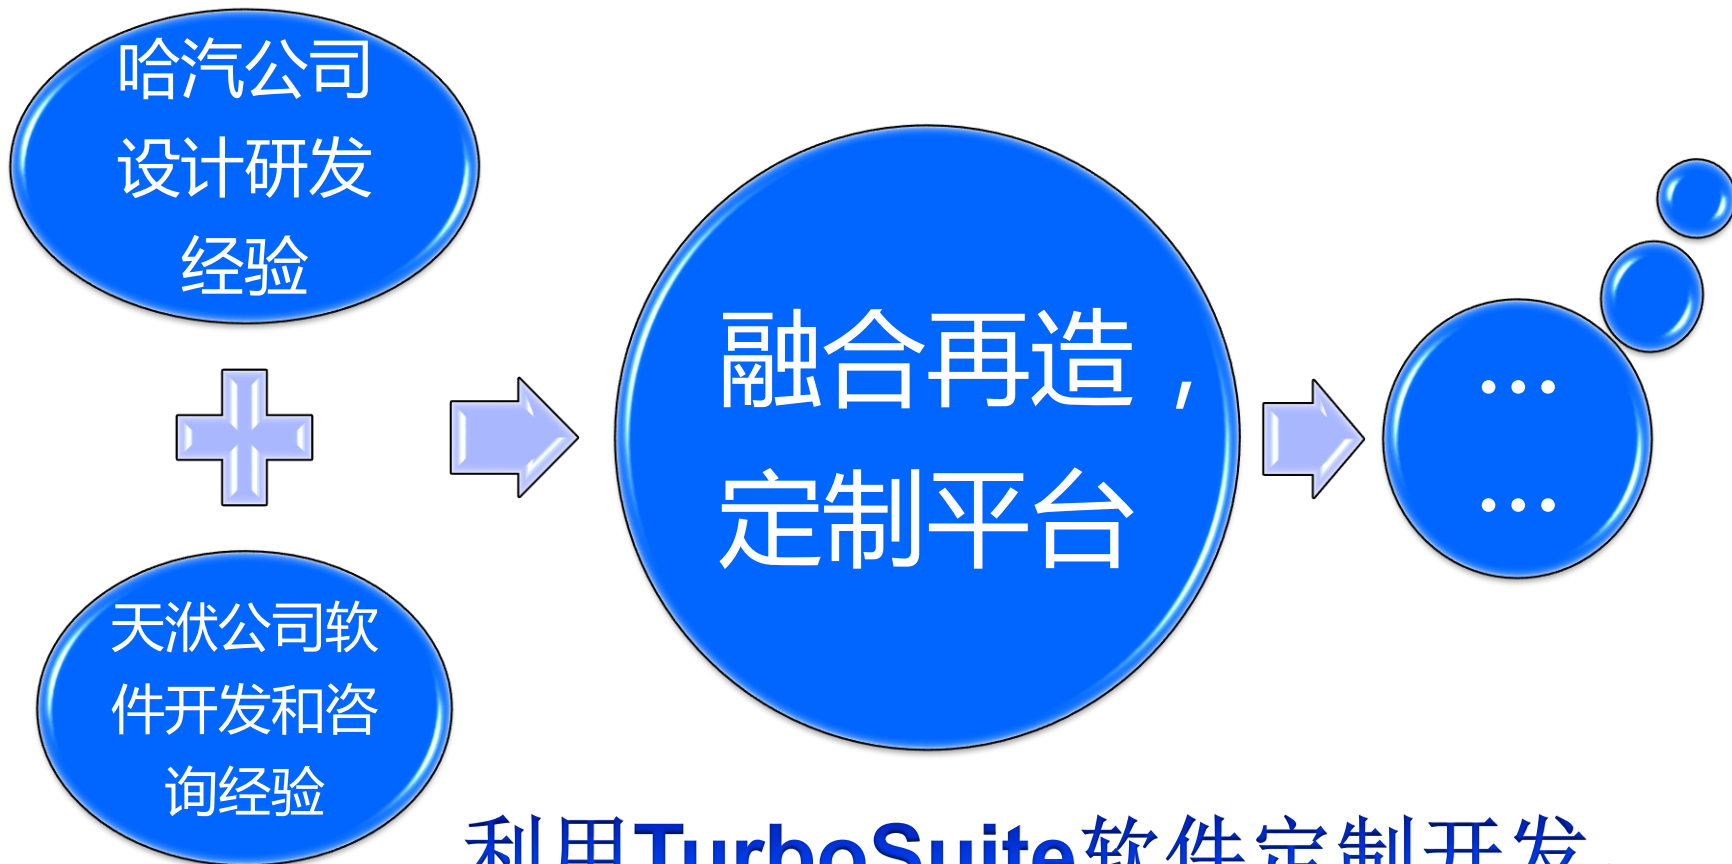 哈汽公司
设计研发
经验
天洑公司软
件开发和咨
询经验
融合再造，
定制平台
…
…
利用TurboSuite软件定制开发